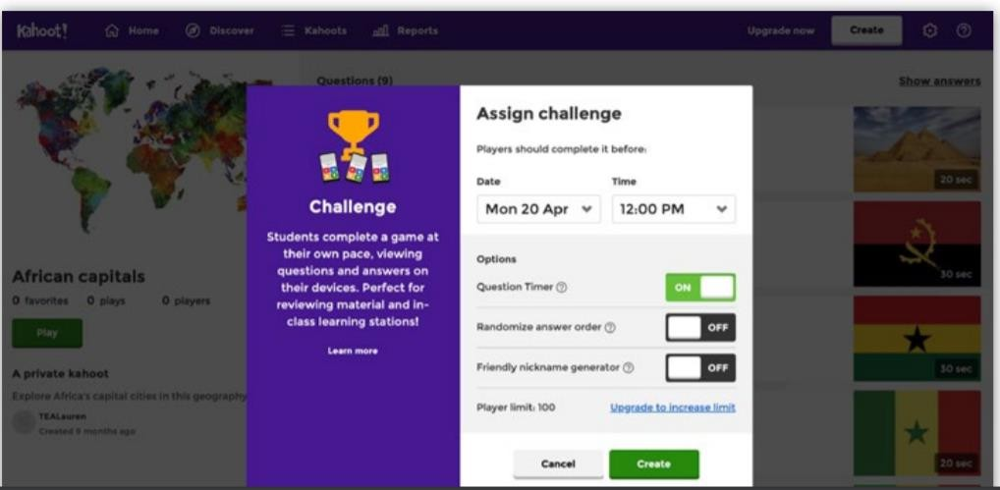 Kahoot!
Home
Discover
Kahoots
Reports
Upgrade now
Create
Questions (9)
Show answers
20 sec
30 sec
30 sec
20 sec
African capitals
0 favorites 0 plays 0 players
Play
A private kahoot
Explore Africa's capital cities in this geography
TEALauren
Created 9 months ago
Challenge
Students complete a game at
their own pace, viewing
questions and answers on
their devices. Perfect for
reviewing material and in-
class learning stations!
Learn more
Assign challenge
Players should complete it before:
Date Time
Mon 20 Apr 12:00 PM
Options
Question Timer ON
Randomize answer order OFF
Friendly nickname generator OFF
Player limit: 100 Upgrade to increase limit
Cancel Create